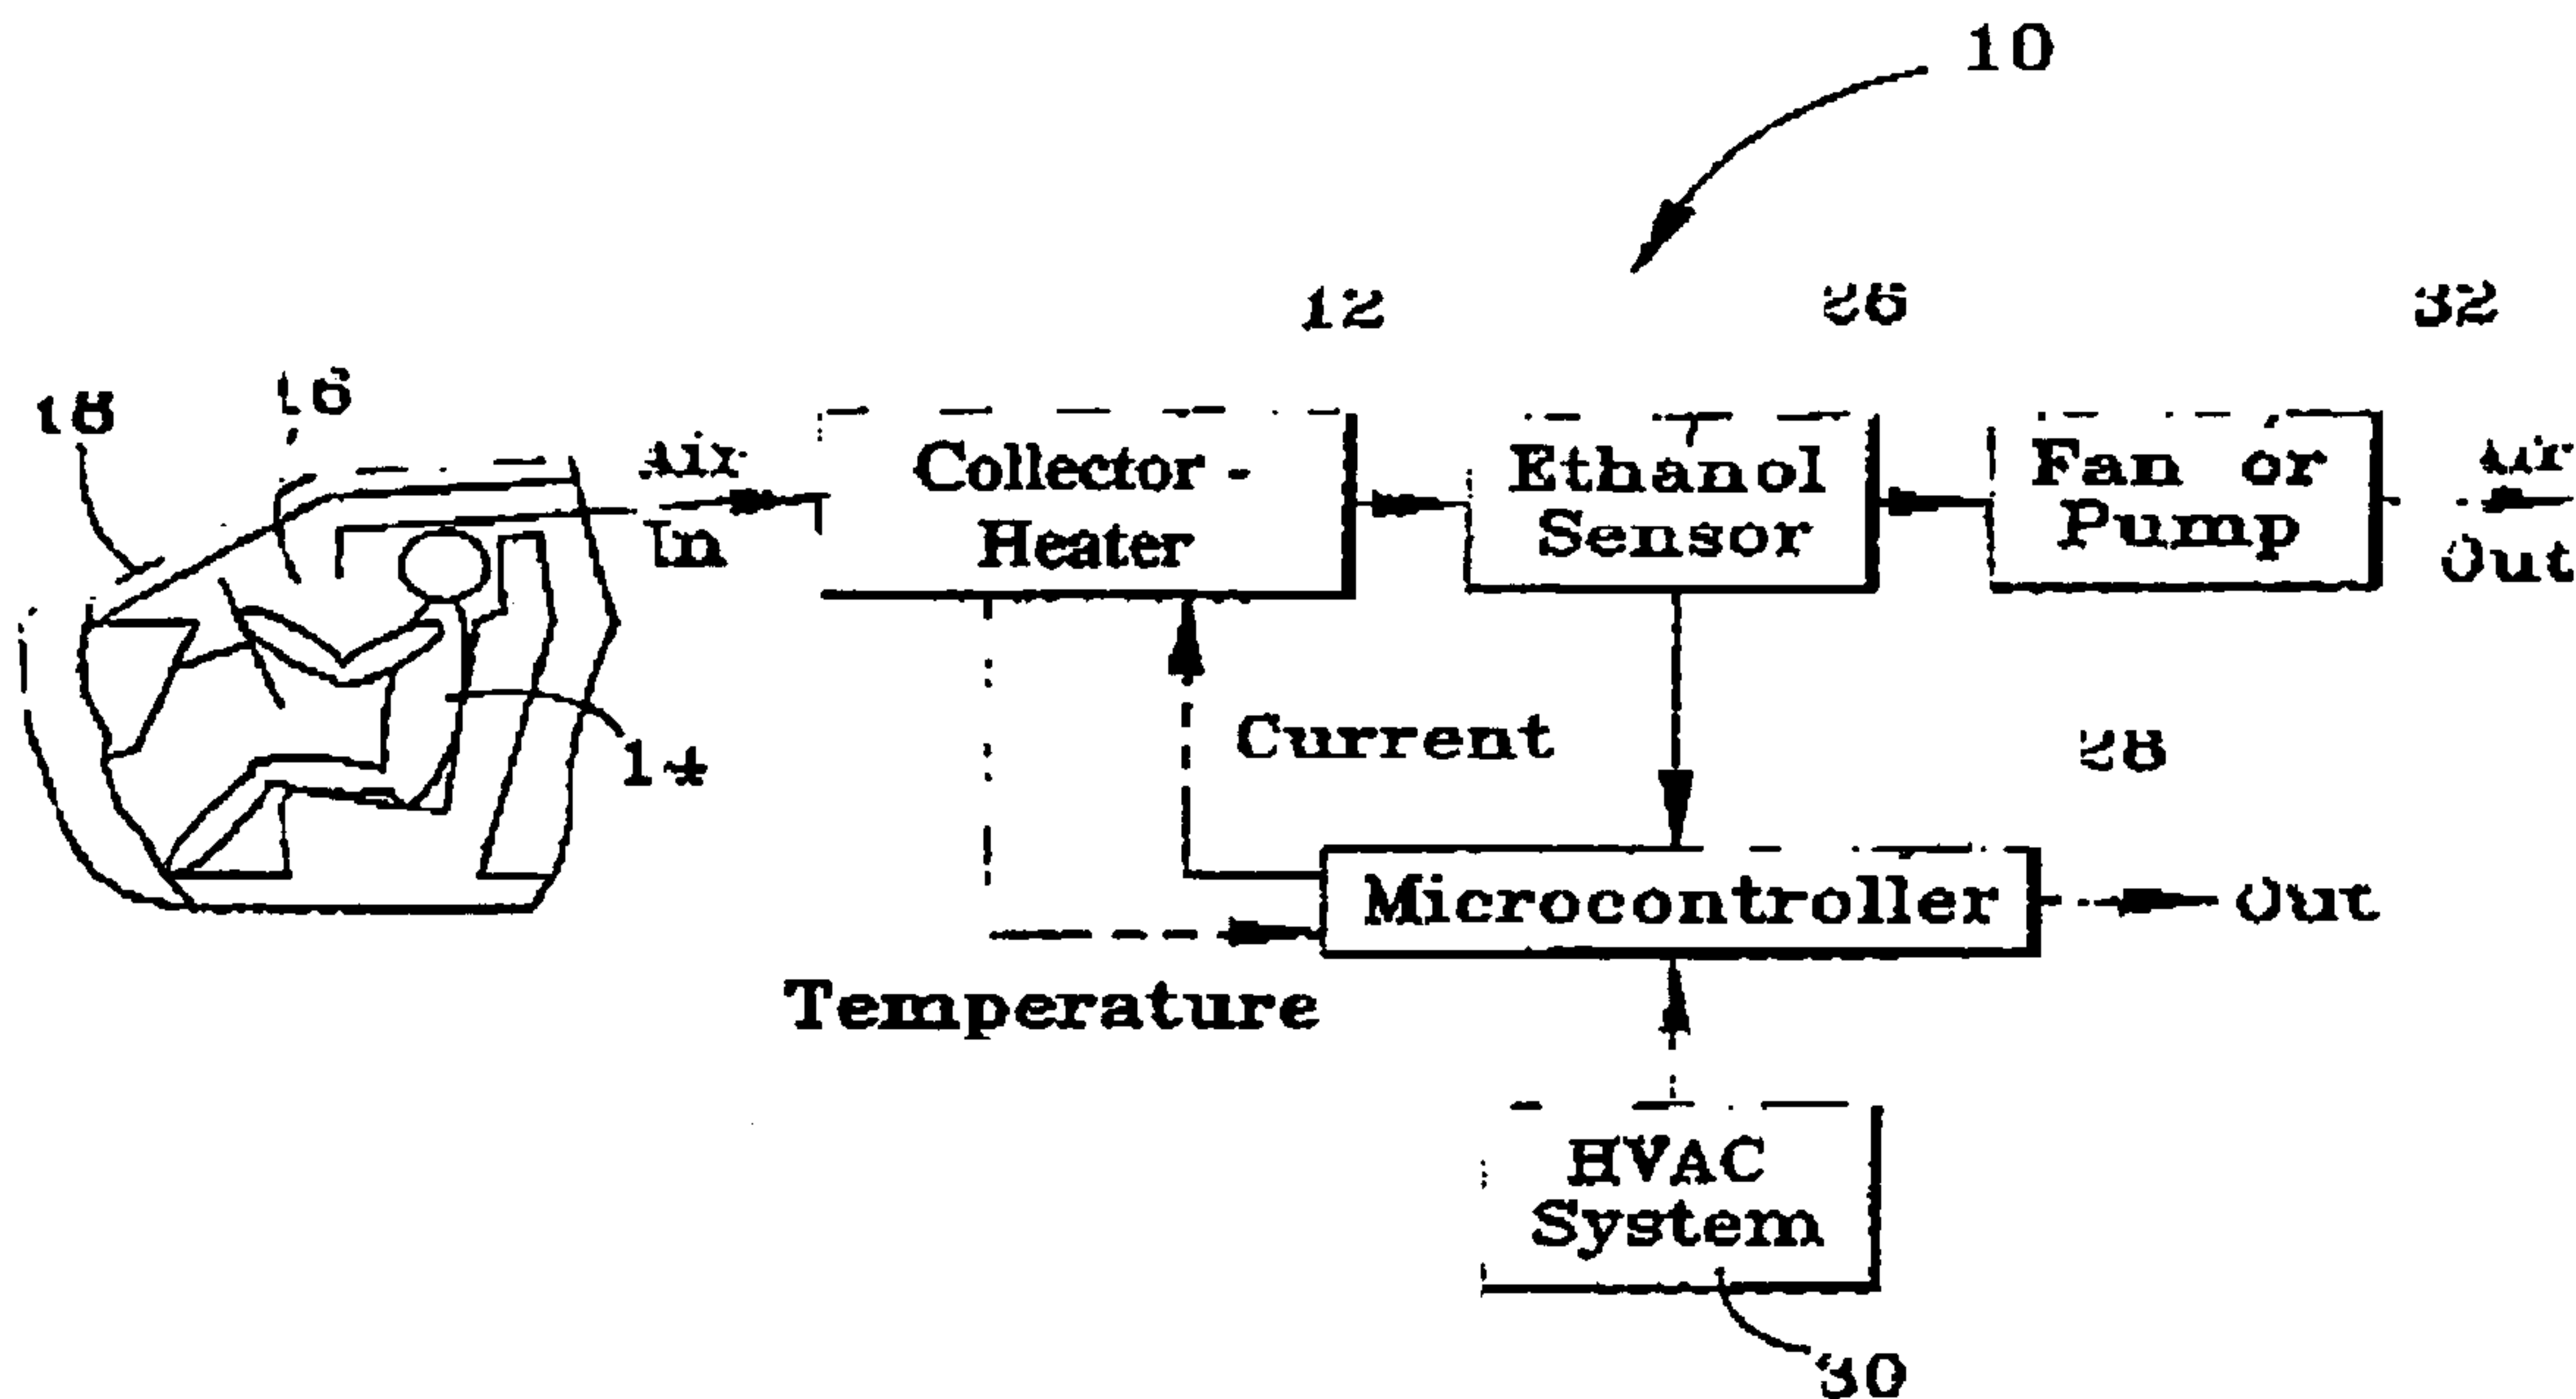 10
12
26
32
18
16
Air
In
Collector -
Heater
Ethanol
Sensor
Fan or
Pump
Air
Out
14
Current
28
Microcontroller
Out
Temperature
HVAC
System
30